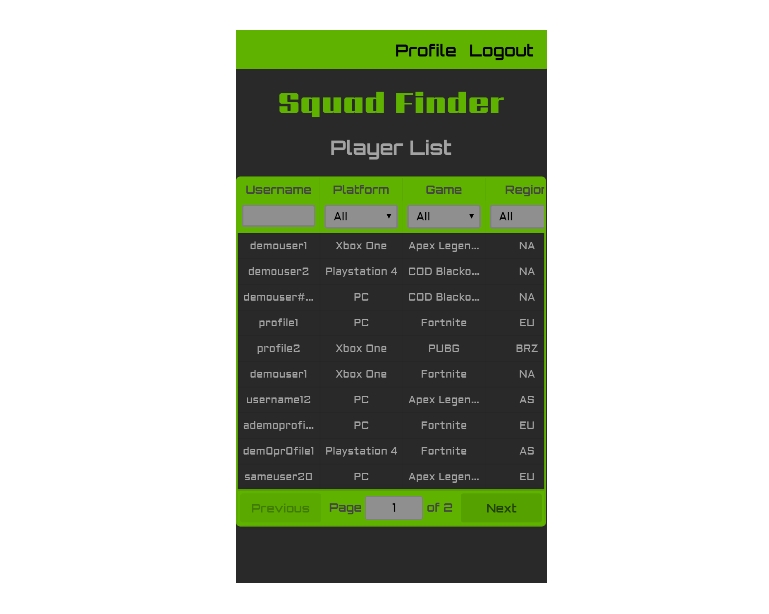 Profile Logout
Squad Finder
Player List
Username Platform Game Region
All All All
demouser1 Xbox One Apex Legen... NA
demouser2 Playstation 4 COD Blacko... NA
demouser#... PC COD Blacko... NA
profile1 PC Fortnite EU
profile2 Xbox One PUBG BRZ
demouser1 Xbox One Fortnite NA
username12 PC Apex Legen... AS
ademoprofi... PC Fortnite EU
dem0pr0file1 Playstation 4 Fortnite AS
sameuser20 PC Apex Legen... EU
Previous Page 1 of 2 Next